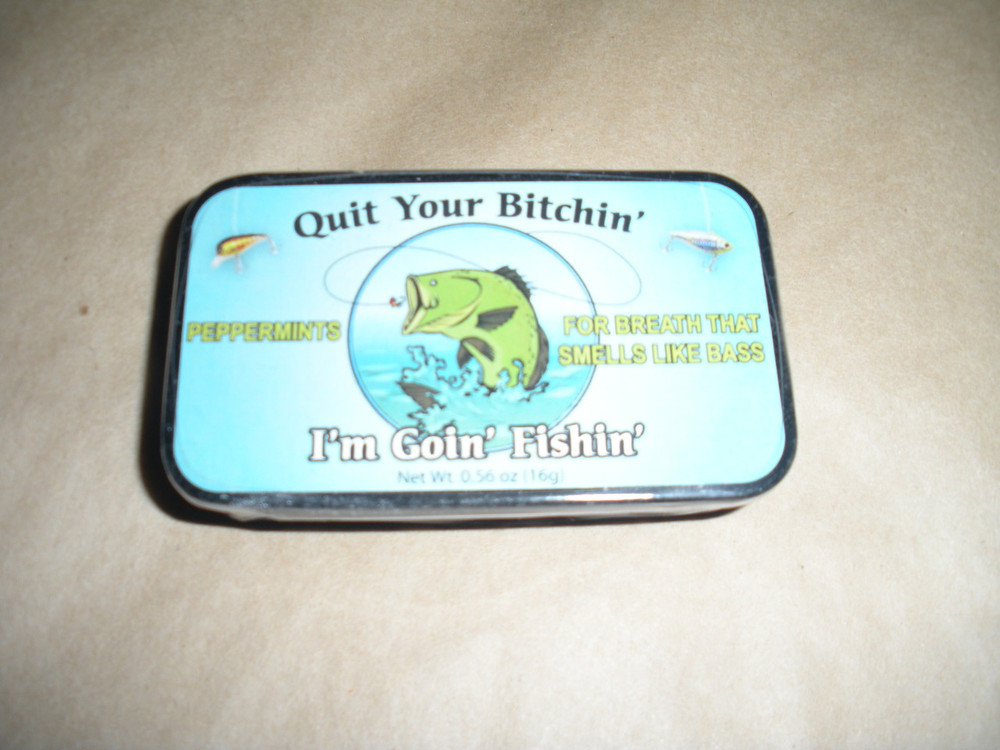 Quit Your Bitchin'
PEPPERMINTS
FOR BREATH THAT
SMELLS LIKE BASS
I'm Goin' Fishin'
Net Wt. 0.56 oz (16g)